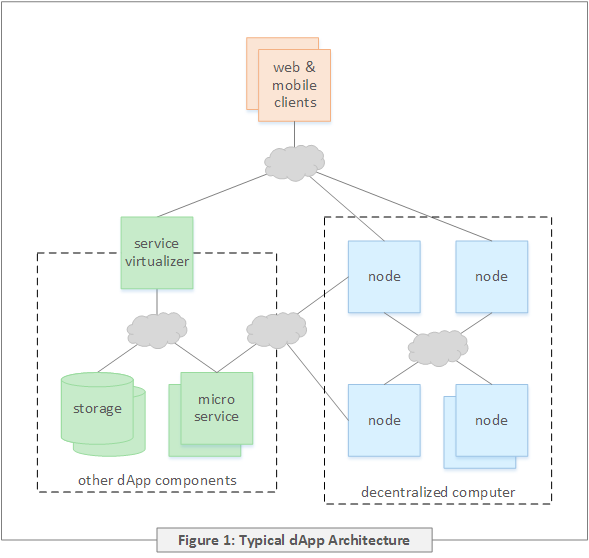 web &
mobile
clients
service
virtualizer
node
node
storage
micro
service
node
node
other dApp components
decentralized computer
Figure 1: Typical dApp Architecture